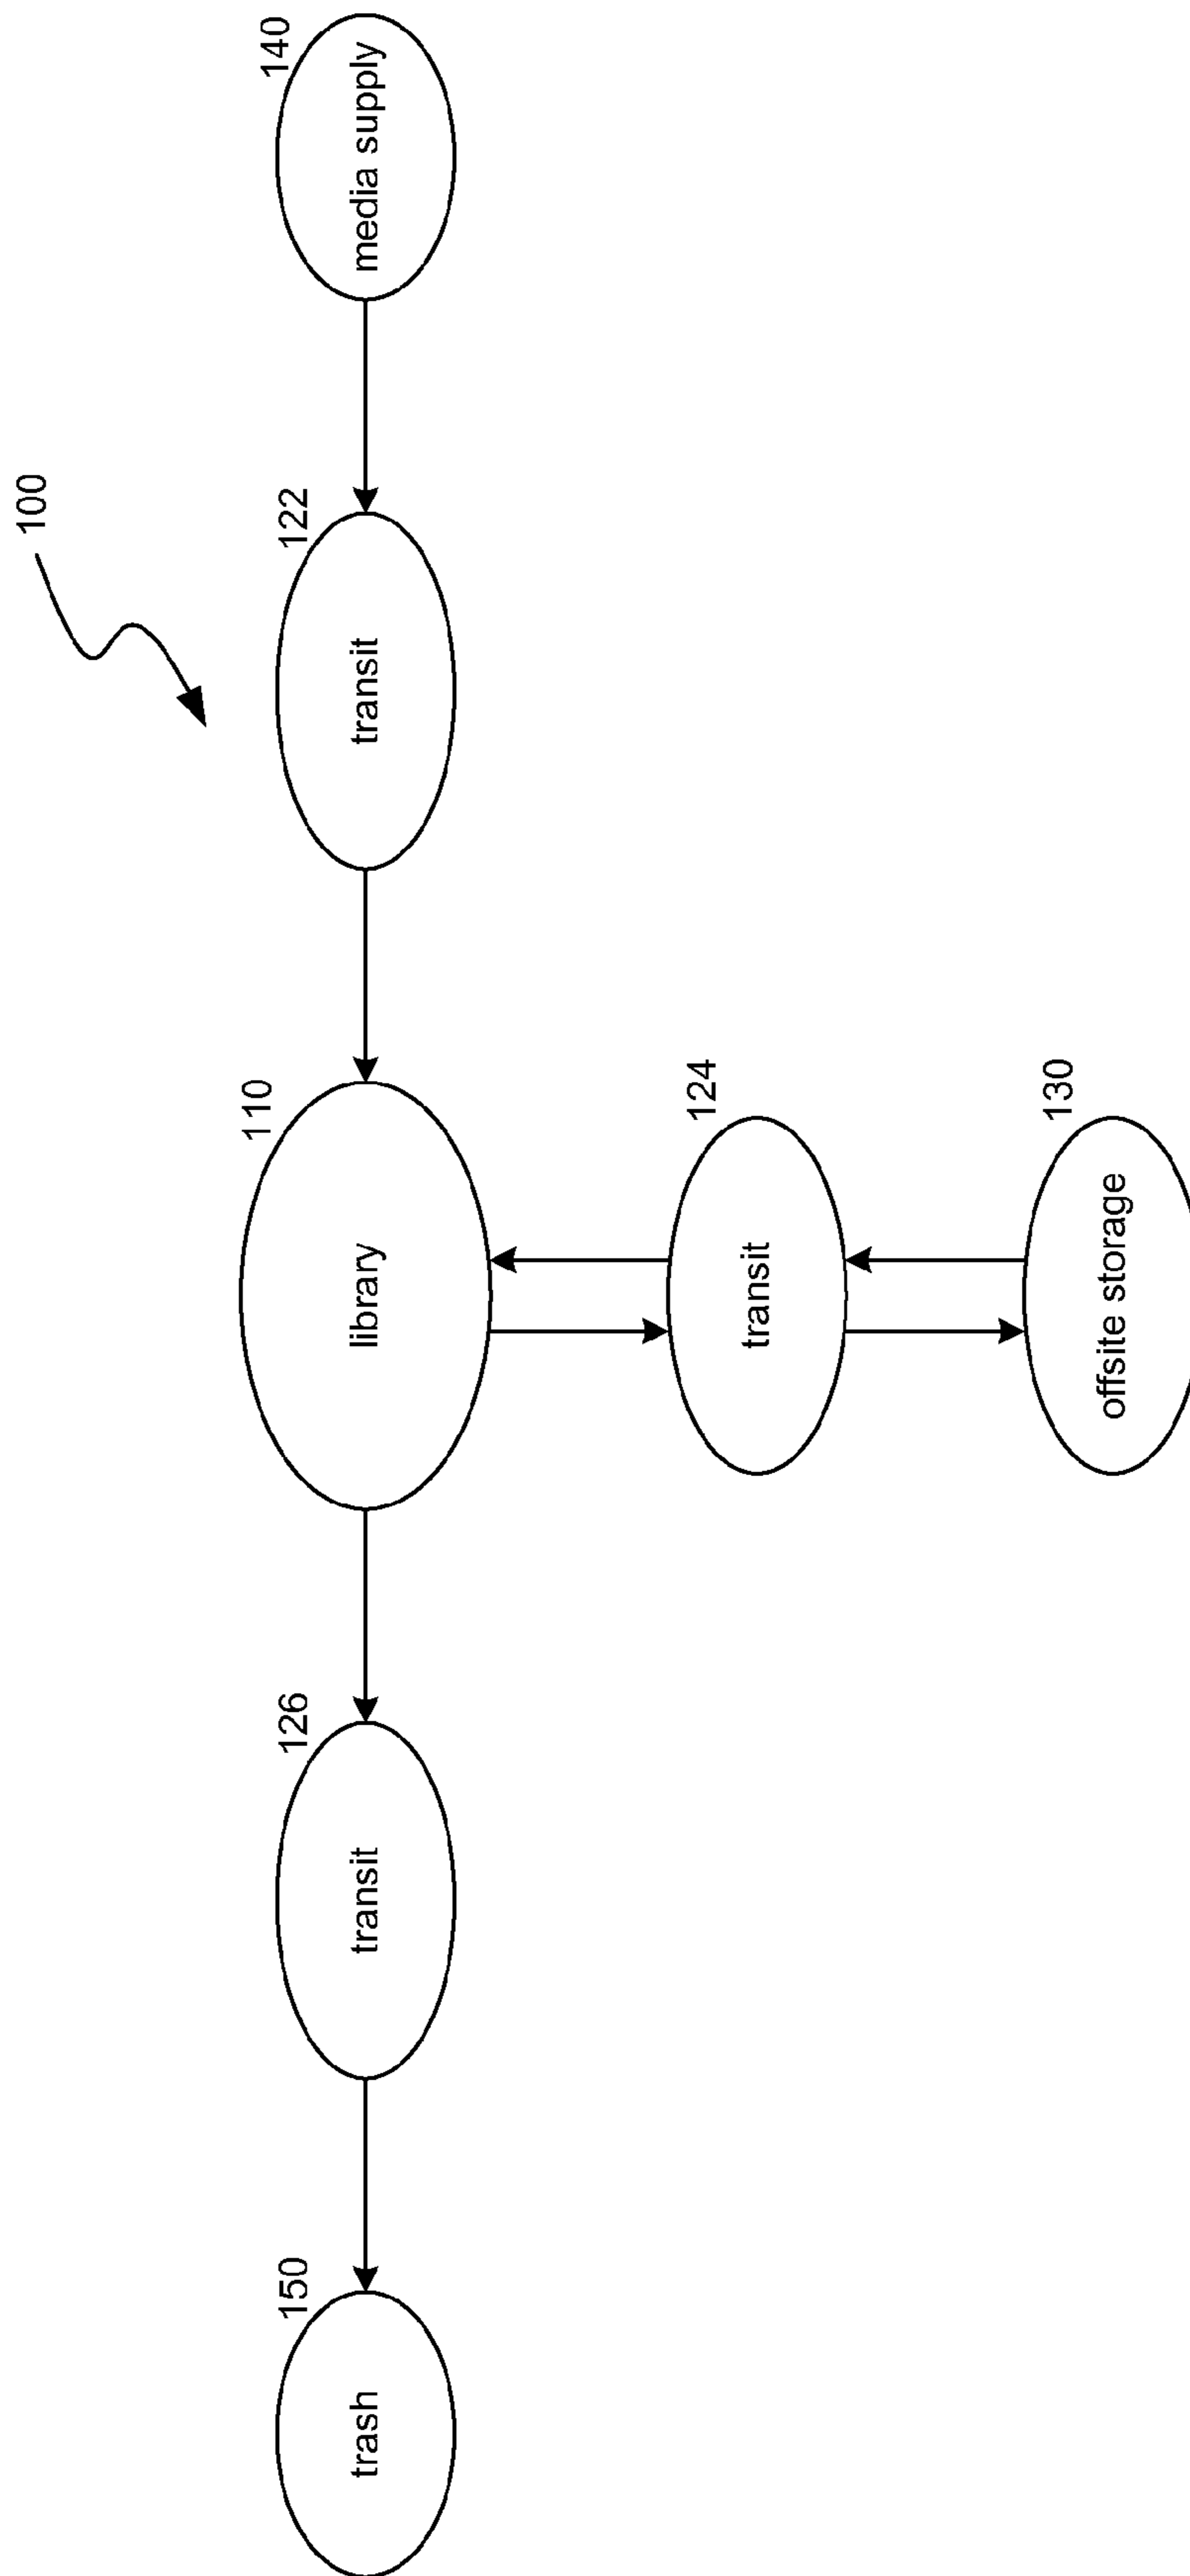 100
150
trash
126
transit
110
library
122
transit
140
media supply
124
transit
130
offsite storage